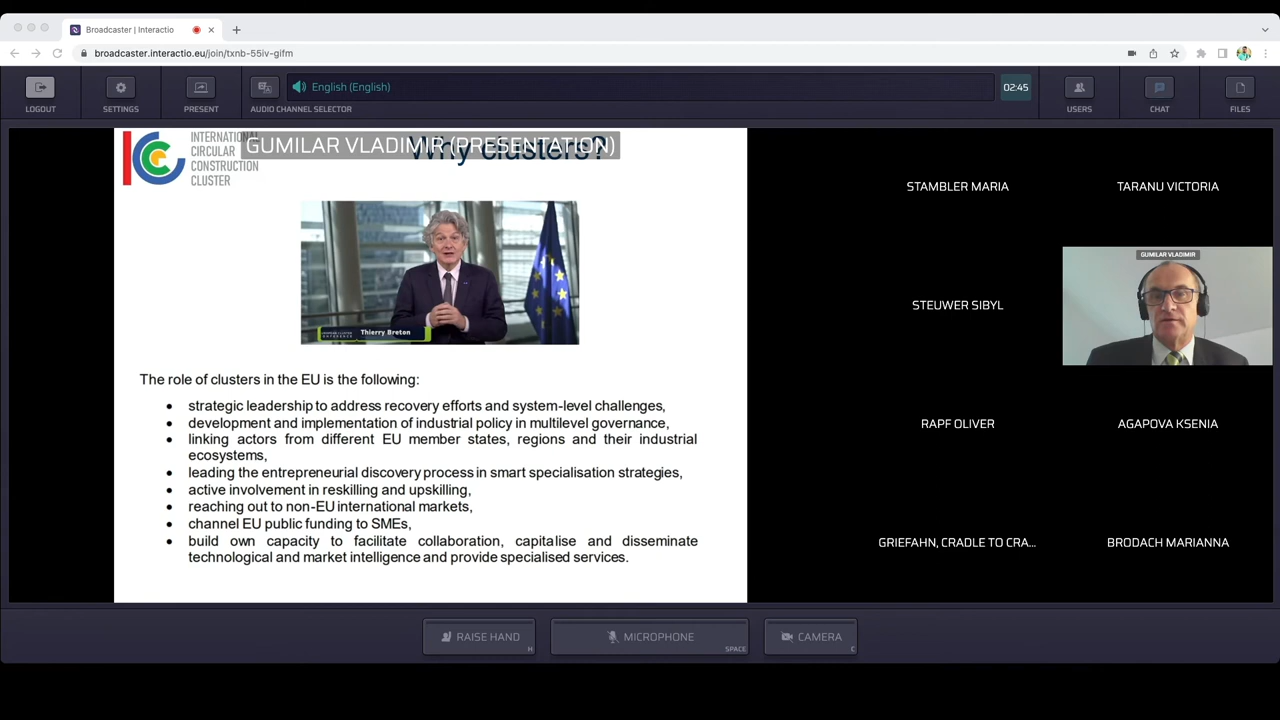 Broadcaster | Interactio
broadcaster.interactio.eu/join/txnb-55iv-gifm
LOGOUT
SETTINGS
PRESENT
AUDIO CHANNEL SELECTOR
English (English)
02:45
USERS
CHAT
FILES
INTERNATIONAL
CIRCULAR
CONSTRUCTION
CLUSTER
GUMILAR VLADIMIR (PRESENTATION)
Why clusters?
Thierry Breton
The role of clusters in the EU is the following:
• strategic leadership to address recovery efforts and system-level challenges,
• development and implementation of industrial policy in multilevel governance,
• linking actors from different EU member states, regions and their industrial
ecosystems,
• leading the entrepreneurial discovery process in smart specialisation strategies,
• active involvement in reskilling and upskilling,
• reaching out to non-EU international markets,
• channel EU public funding to SMEs,
• build own capacity to facilitate collaboration, capitalise and disseminate
technological and market intelligence and provide specialised services.
STAMBLER MARIA
TARANU VICTORIA
STEUWER SIBYL
GUMILAR VLADIMIR
RAPF OLIVER
AGAPOVA KSENIA
GRIEFAHN, CRADLE TO CRA...
BRODACH MARIANNA
RAISE HAND
H
MICROPHONE
SPACE
CAMERA
C